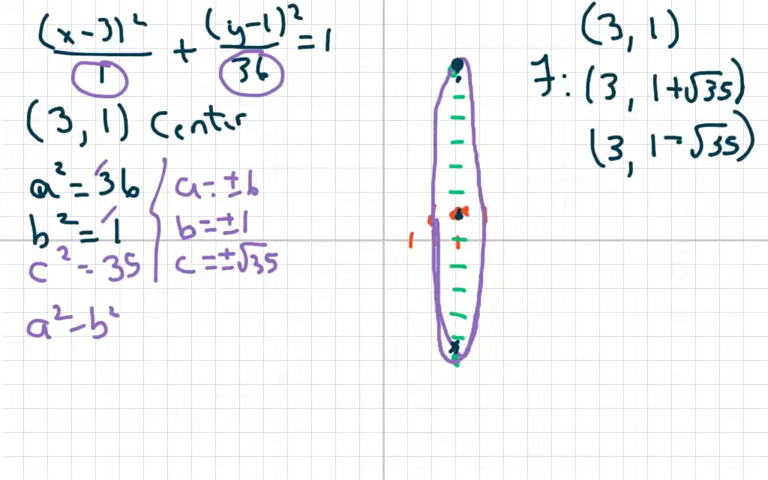 (x-3)²/1 + (y-1)²/36 = 1
(3, 1) Center
a² = 36
b² = 1
c² = 35
a² - b²
a = ±6
b = ±1
c = ±√35
(3, 1)
F: (3, 1+√35)
(3, 1-√35)
1